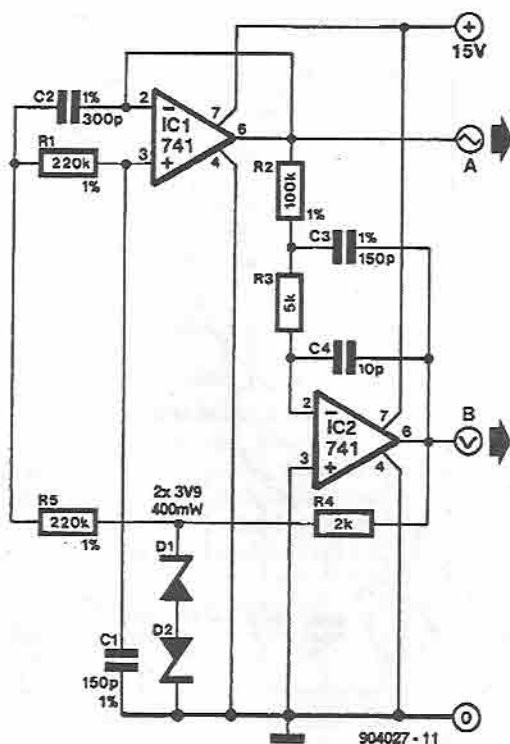 +
15V
C2
1%
300p
2
−
7
IC1
741
6
R1
220k
1%
3
+
4
A
R2
100k
1%
C3
1%
150p
R3
5k
C4
10p
2
−
7
IC2
741
6
B
3
+
4
R5
220k
1%
2x 3V9
400mW
R4
2k
D1
D2
C1
150p
1%
0
904027 - 11